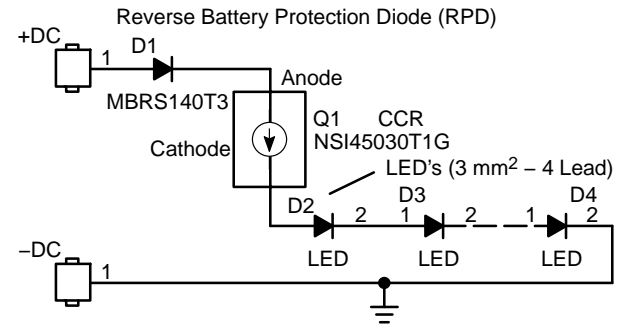 Reverse Battery Protection Diode (RPD)
+DC
1
D1
MBRS140T3
Anode
Q1 CCR
NSI45030T1G
Cathode
LED's (3 mm² – 4 Lead)
D2
D3
D4
2
1
2
1
2
LED
LED
LED
–DC
1